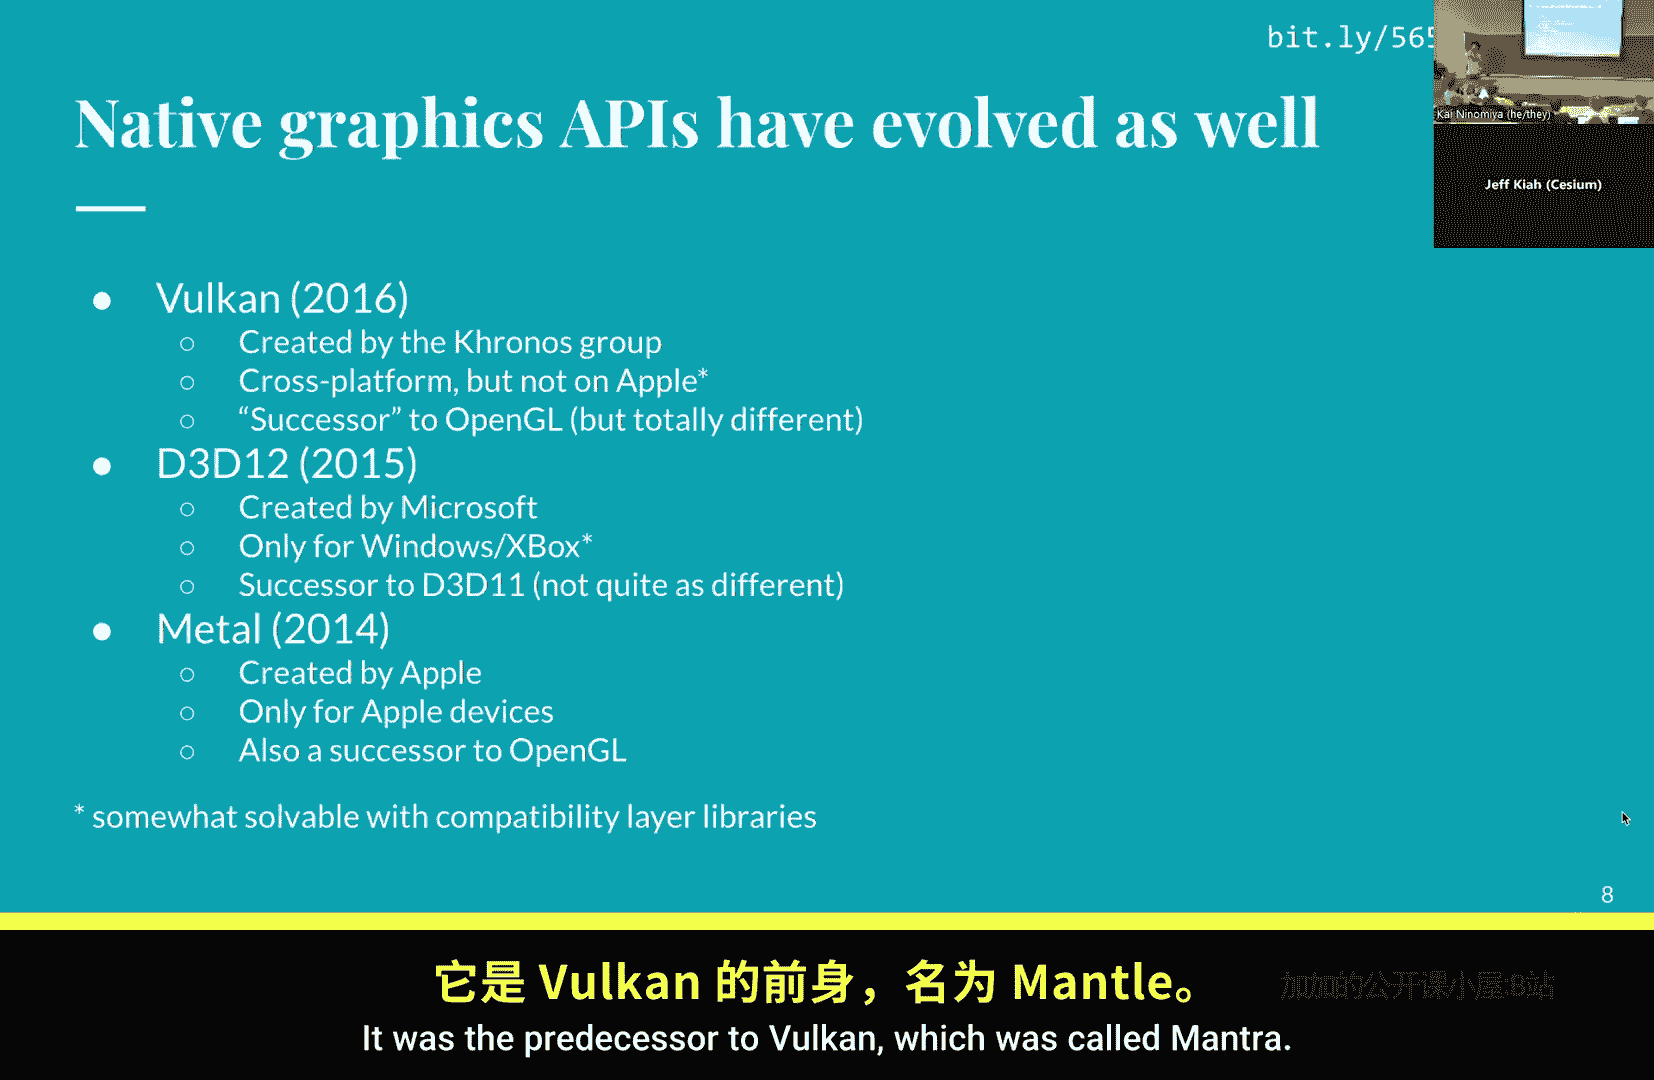 bit.ly/565
Native graphics APIs have evolved as well
Kai Ninomiya (he/they)
Jeff Kiah (Cesium)
● Vulkan (2016)
○ Created by the Khronos group
○ Cross-platform, but not on Apple*
○ “Successor” to OpenGL (but totally different)
● D3D12 (2015)
○ Created by Microsoft
○ Only for Windows/XBox*
○ Successor to D3D11 (not quite as different)
● Metal (2014)
○ Created by Apple
○ Only for Apple devices
○ Also a successor to OpenGL
* somewhat solvable with compatibility layer libraries
8
它是 Vulkan 的前身，名为 Mantle。
加加的公开课小屋:B站
It was the predecessor to Vulkan, which was called Mantra.